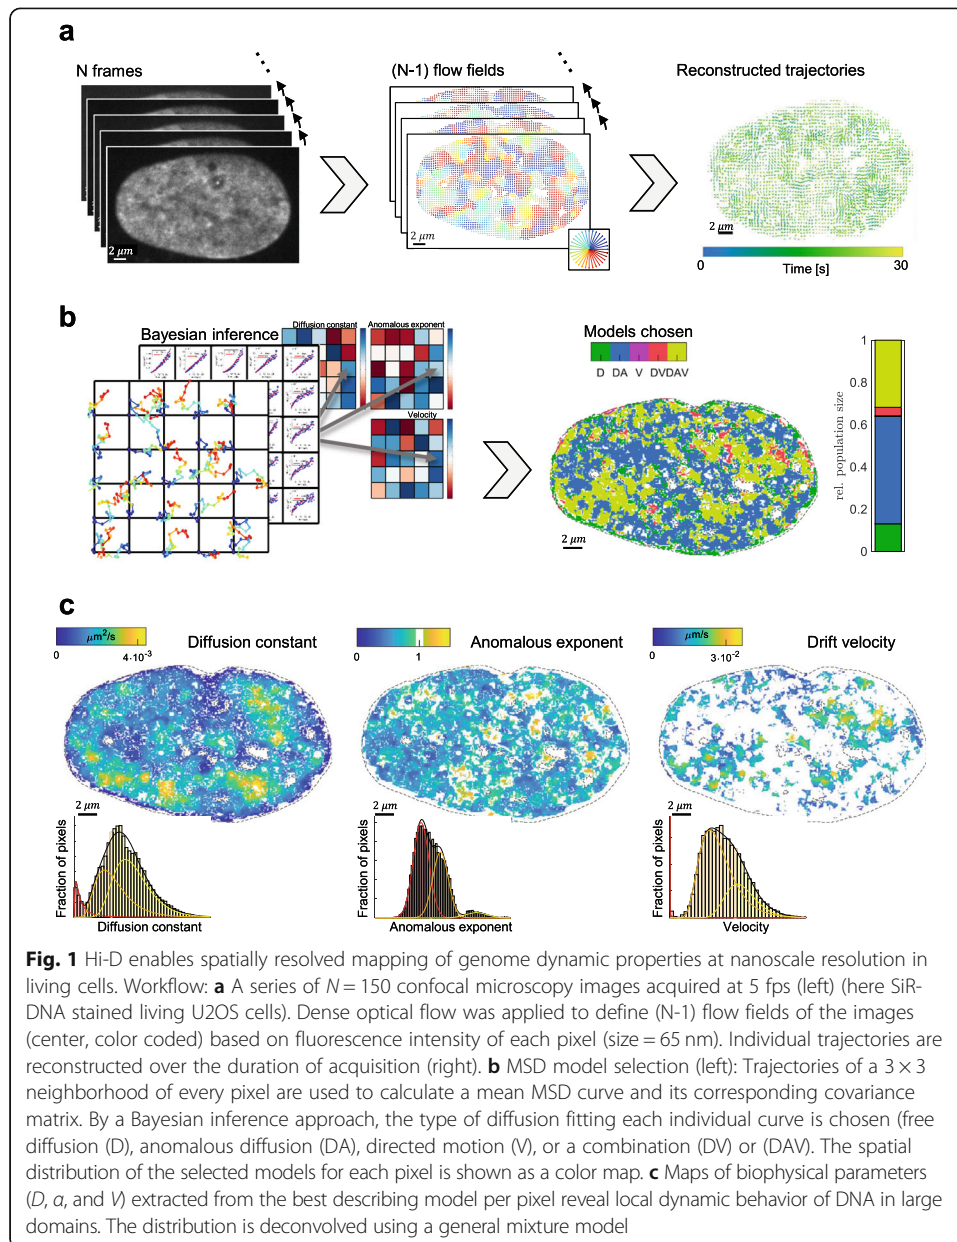 a
N frames
(N-1) flow fields
Reconstructed trajectories
2 μm
2 μm
2 μm
0
30
Time [s]
b
Bayesian inference
Diffusion constant
Anomalous exponent
Velocity
Models chosen
D DA V DVDAV
2 μm
1
0.8
0.6
0.4
0.2
0
rel. population size
c
μm²/s
0
4·10⁻³
Diffusion constant
0
1
Anomalous exponent
μm/s
0
3·10⁻²
Drift velocity
2 μm
2 μm
2 μm
Fraction of pixels
Diffusion constant
Fraction of pixels
Anomalous exponent
Fraction of pixels
Velocity
Fig. 1 Hi-D enables spatially resolved mapping of genome dynamic properties at nanoscale resolution in
living cells. Workflow: a A series of N = 150 confocal microscopy images acquired at 5 fps (left) (here SiR-
DNA stained living U2OS cells). Dense optical flow was applied to define (N-1) flow fields of the images
(center, color coded) based on fluorescence intensity of each pixel (size = 65 nm). Individual trajectories are
reconstructed over the duration of acquisition (right). b MSD model selection (left): Trajectories of a 3 × 3
neighborhood of every pixel are used to calculate a mean MSD curve and its corresponding covariance
matrix. By a Bayesian inference approach, the type of diffusion fitting each individual curve is chosen (free
diffusion (D), anomalous diffusion (DA), directed motion (V), or a combination (DV) or (DAV). The spatial
distribution of the selected models for each pixel is shown as a color map. c Maps of biophysical parameters
(D, α, and V) extracted from the best describing model per pixel reveal local dynamic behavior of DNA in large
domains. The distribution is deconvolved using a general mixture model